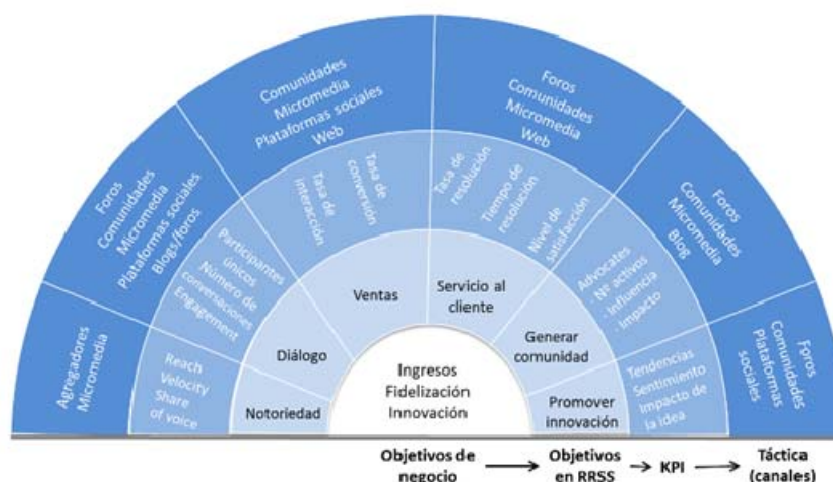 Comunidades
Micromedia
Plataformas sociales
Web
Foros
Comunidades
Micromedia
Web
Foros
Comunidades
Micromedia
Plataformas sociales
Blogs/foros
Tasa de
interacción
Tasa de
conversión
Tasa de
resolución
Tiempo de
resolución
Nivel de
satisfacción
Foros
Comunidades
Micromedia
Blog
Participantes
únicos
Número de
conversaciones
Engagement
Ventas
Servicio al
cliente
Advocates
. Nº activos
. Influencia
. Impacto
Agregadores
Micromedia
Reach
Velocity
Share
of voice
Diálogo
Generar
comunidad
Notoriedad
Ingresos
Fidelización
Innovación
Promover
innovación
Tendencias
Sentimiento
Impacto de
la idea
Foros
Comunidades
Plataformas
sociales
Objetivos de
negocio
Objetivos
en RRSS
KPI
Táctica
(canales)